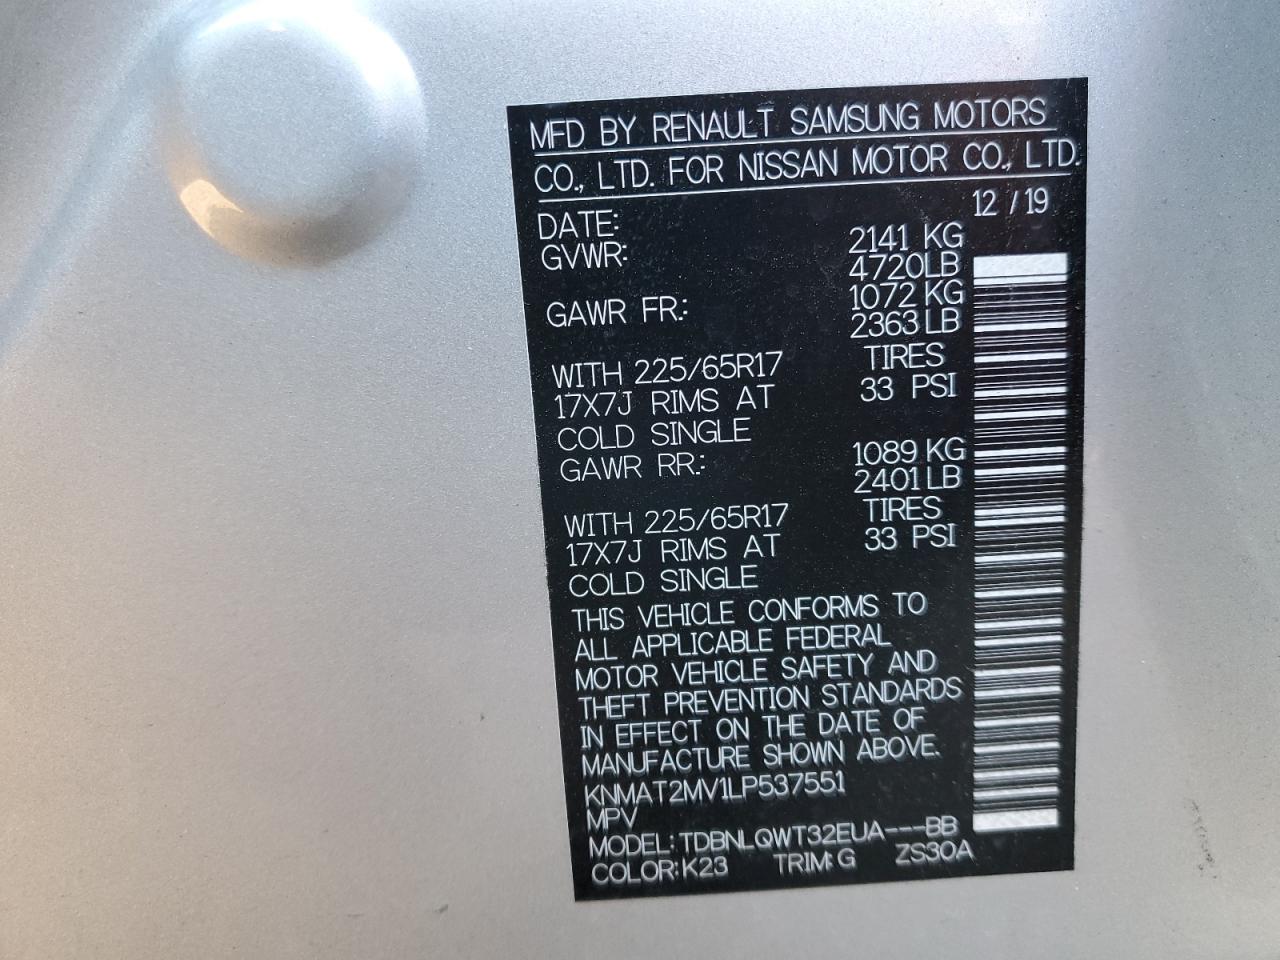 MFD BY RENAULT SAMSUNG MOTORS
CO., LTD. FOR NISSAN MOTOR CO., LTD.
DATE: 12 / 19
GVWR: 2141 KG
4720LB
GAWR FR.: 1072 KG
2363 LB
WITH 225/65R17 TIRES
17X7J RIMS AT 33 PSI
COLD SINGLE
GAWR RR.: 1089 KG
2401 LB
WITH 225/65R17 TIRES
17X7J RIMS AT 33 PSI
COLD SINGLE
THIS VEHICLE CONFORMS TO
ALL APPLICABLE FEDERAL
MOTOR VEHICLE SAFETY AND
THEFT PREVENTION STANDARDS
IN EFFECT ON THE DATE OF
MANUFACTURE SHOWN ABOVE.
KNMAT2MV1LP537551
MPV
MODEL: TDBNLQWT32EUA---BB
COLOR: K23 TRIM: G ZS30A